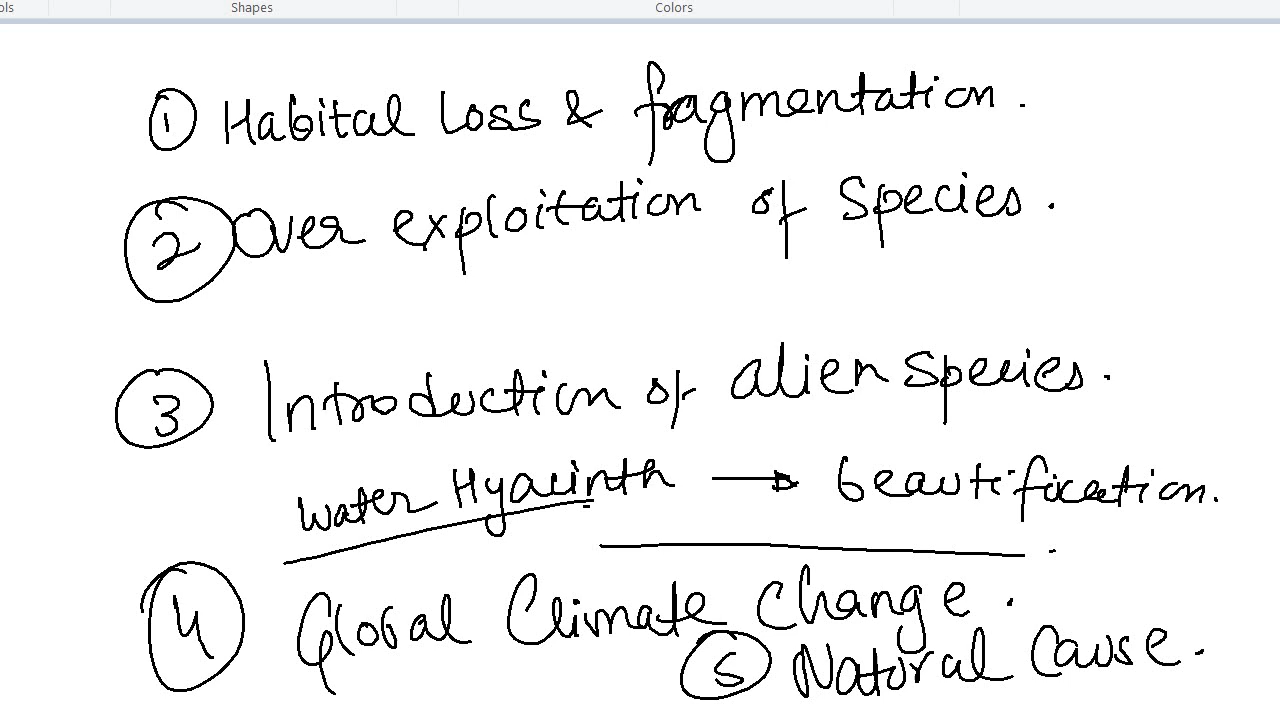 ols Shapes Colors
① Habital Loss & fragmentation.
② Over exploitation of Species.
③ Introduction of alien Species.
Water Hyacinth → beautification.
④ Global Climate Change.
⑤ Natural Cause.